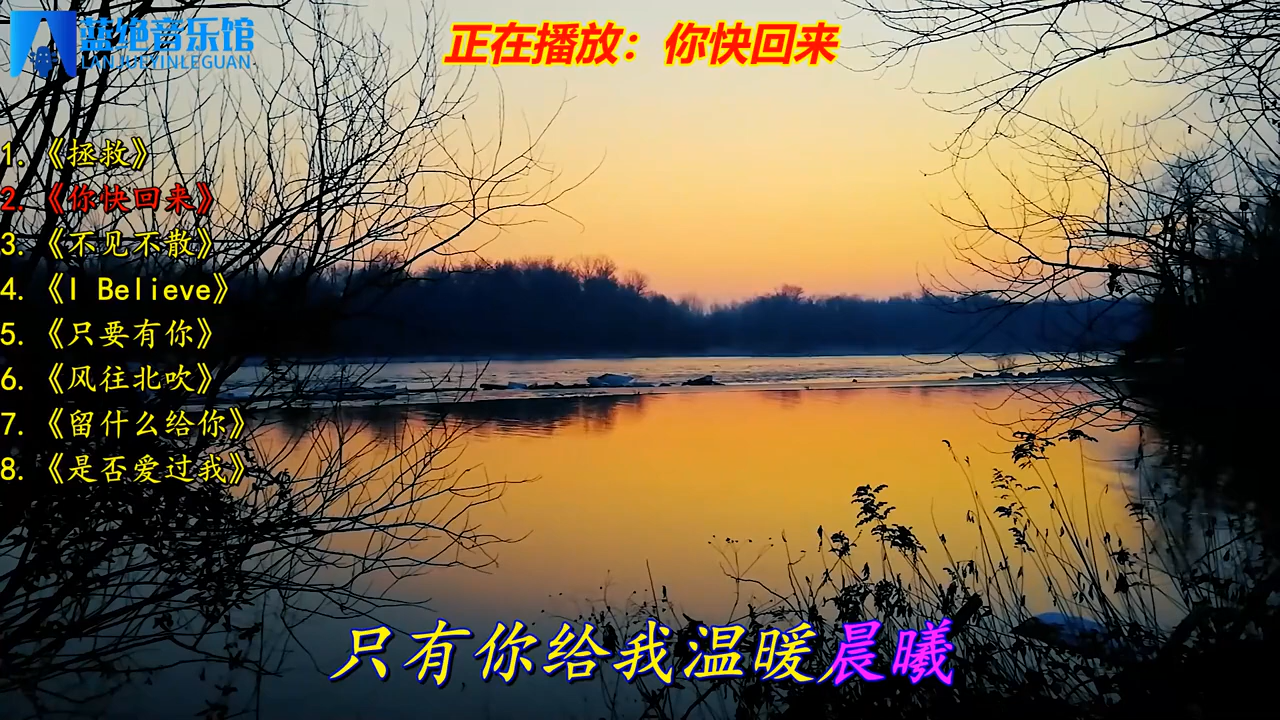 蓝绝音乐馆
LANJUEYINLEGUAN
正在播放：你快回来
1.《拯救》
2.《你快回来》
3.《不见不散》
4.《I Believe》
5.《只要有你》
6.《风往北吹》
7.《留什么给你》
8.《是否爱过我》
只有你给我温暖晨曦